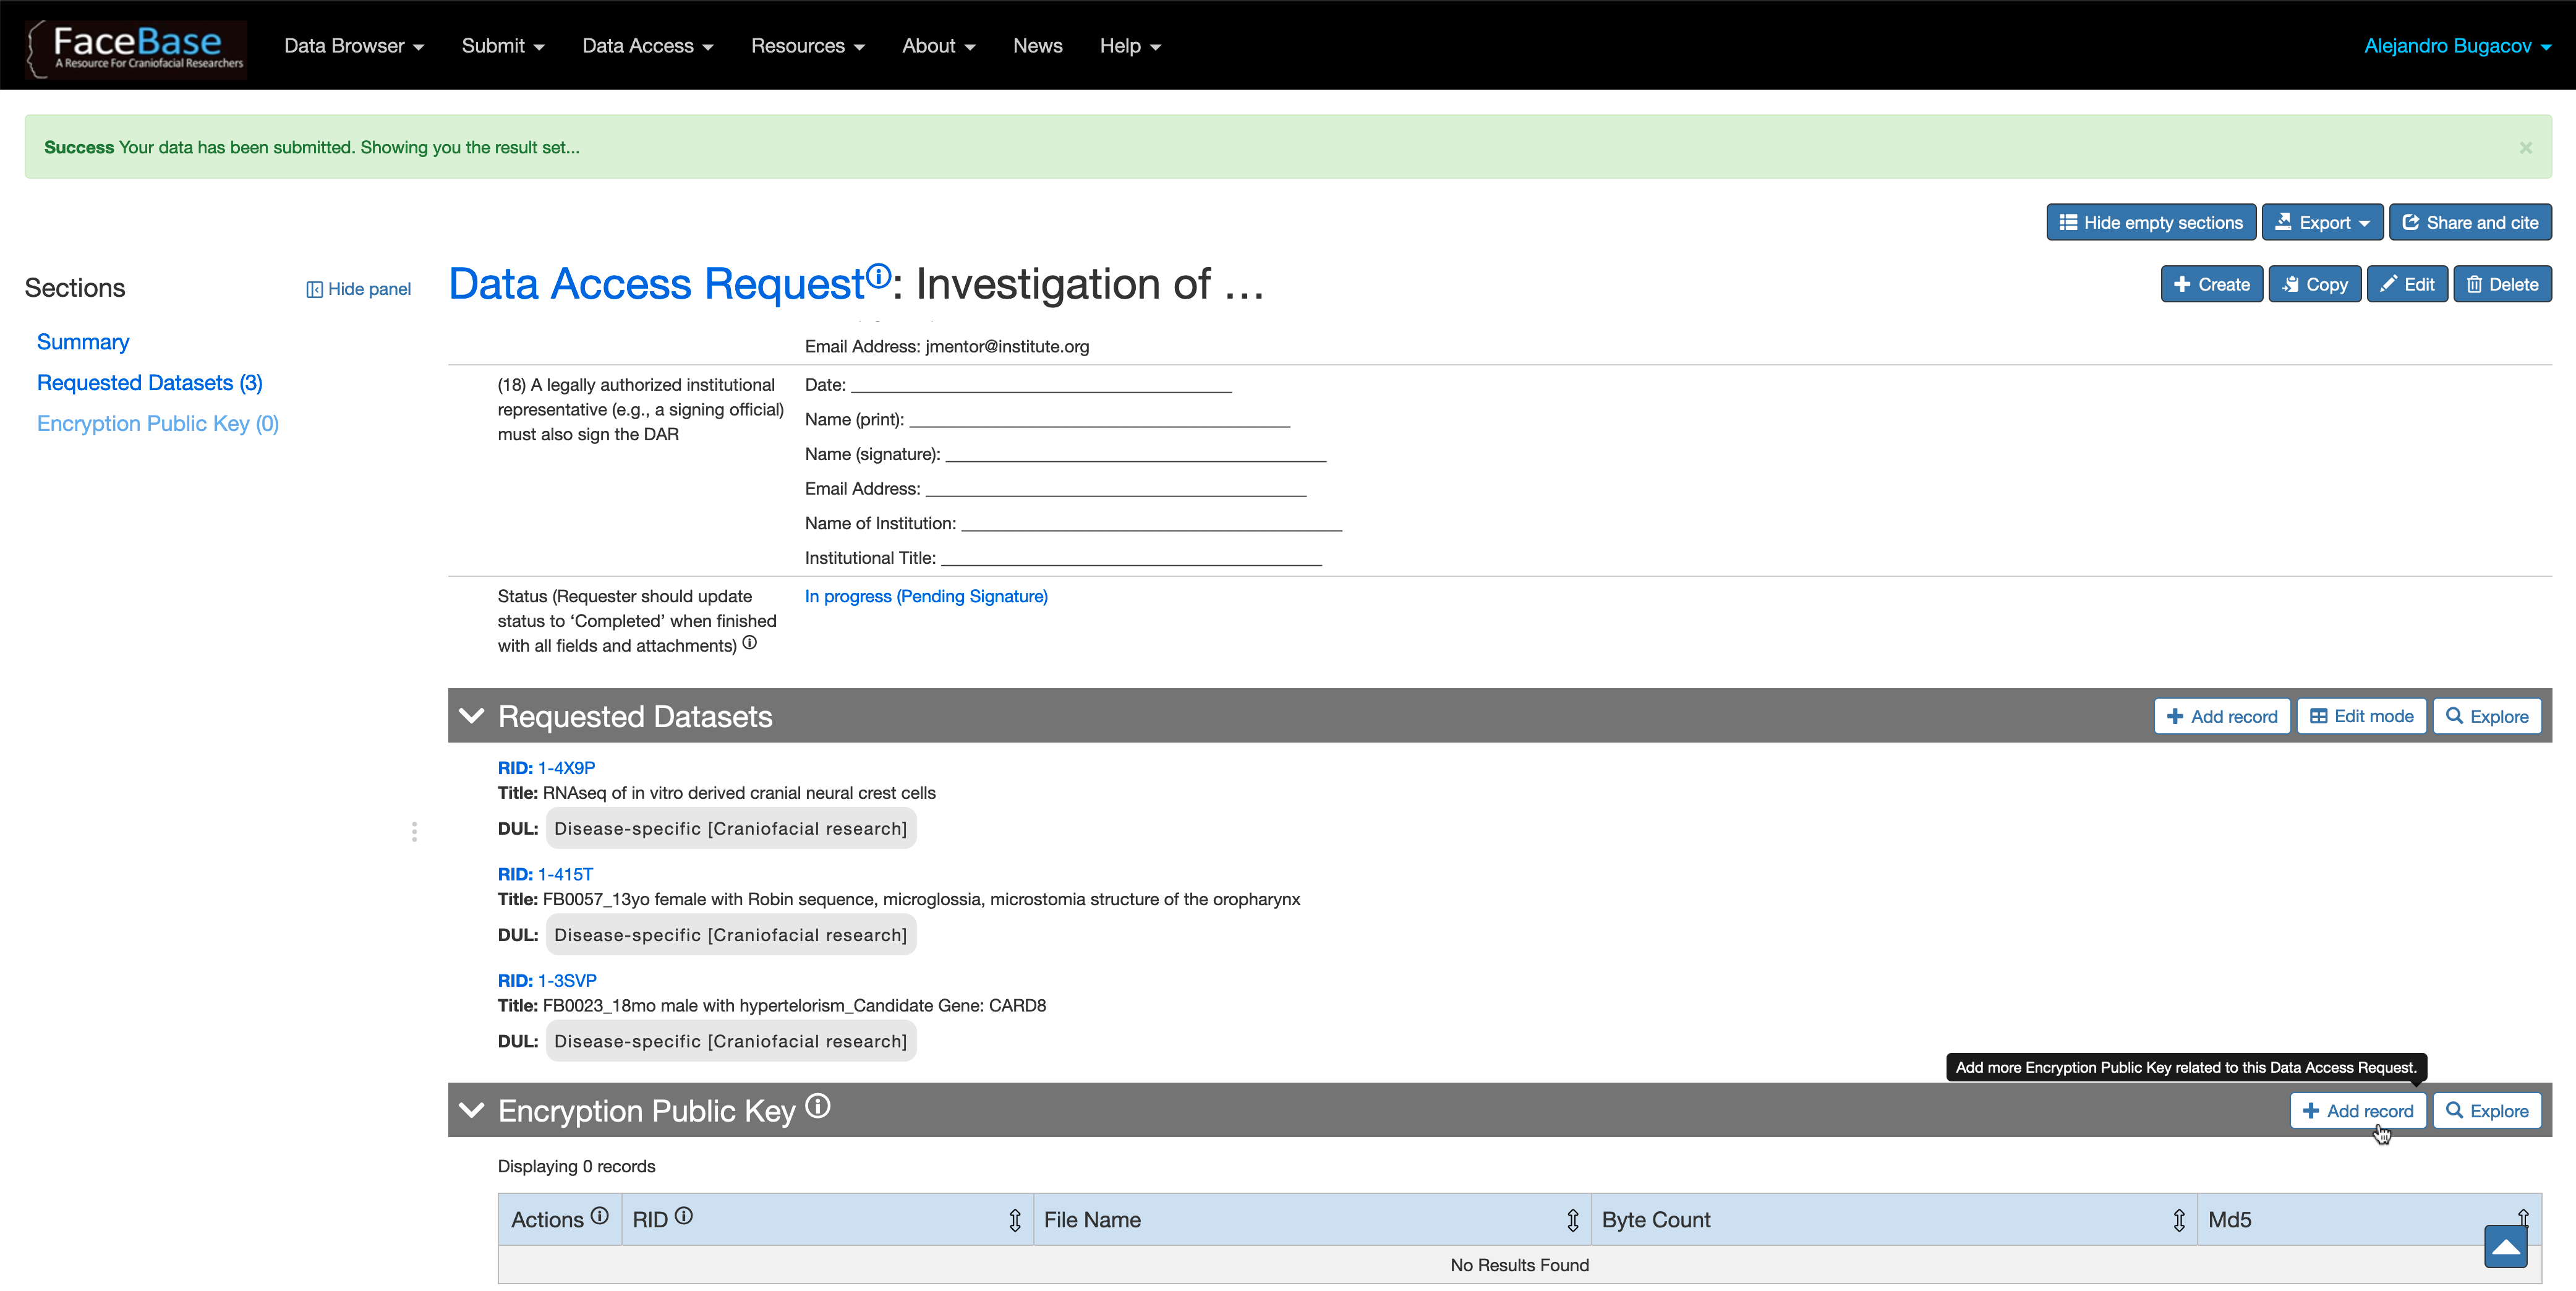 FaceBase
A Resource For Craniofacial Researchers
Data Browser
Submit
Data Access
Resources
About
News
Help
Alejandro Bugacov
Success Your data has been submitted. Showing you the result set...
Hide empty sections
Export
Share and cite
Sections
Hide panel
Data Access Request: Investigation of ...
Create
Copy
Edit
Delete
Summary
Requested Datasets (3)
Encryption Public Key (0)
Email Address: jmentor@institute.org
(18) A legally authorized institutional
representative (e.g., a signing official)
must also sign the DAR
Date:
Name (print):
Name (signature):
Email Address:
Name of Institution:
Institutional Title:
Status (Requester should update
status to ‘Completed’ when finished
with all fields and attachments)
In progress (Pending Signature)
Requested Datasets
Add record
Edit mode
Explore
RID: 1-4X9P
Title: RNAseq of in vitro derived cranial neural crest cells
DUL: Disease-specific [Craniofacial research]
RID: 1-415T
Title: FB0057_13yo female with Robin sequence, microglossia, microstomia structure of the oropharynx
DUL: Disease-specific [Craniofacial research]
RID: 1-3SVP
Title: FB0023_18mo male with hypertelorism_Candidate Gene: CARD8
DUL: Disease-specific [Craniofacial research]
Add more Encryption Public Key related to this Data Access Request.
Encryption Public Key
Add record
Explore
Displaying 0 records
Actions
RID
File Name
Byte Count
Md5
No Results Found